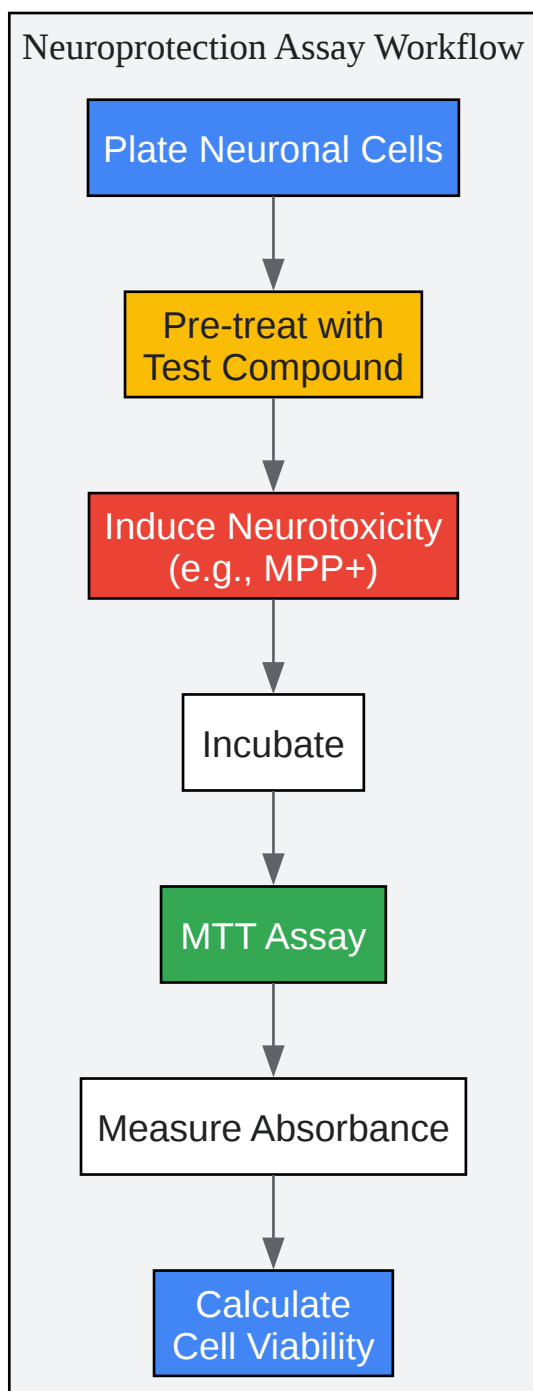 Neuroprotection Assay Workflow
Plate Neuronal Cells
Pre-treat with
Test Compound
Induce Neurotoxicity
(e.g., MPP+)
Incubate
MTT Assay
Measure Absorbance
Calculate
Cell Viability